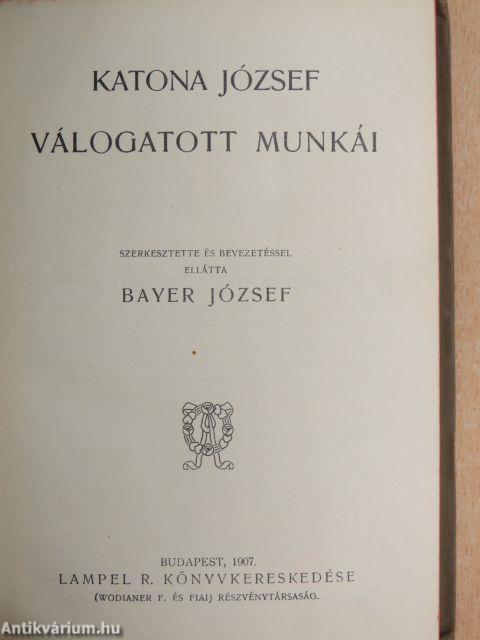 KATONA JÓZSEF
VÁLOGATOTT MUNKÁI
SZERKESZTETTE ÉS BEVEZETÉSSEL
ELLÁTTA
BAYER JÓZSEF
BUDAPEST, 1907.
LAMPEL R. KÖNYVKERESKEDÉSE
(WODIANER F. ÉS FIAI) RÉSZVÉNYTÁRSASÁG.
Antikvárium.hu